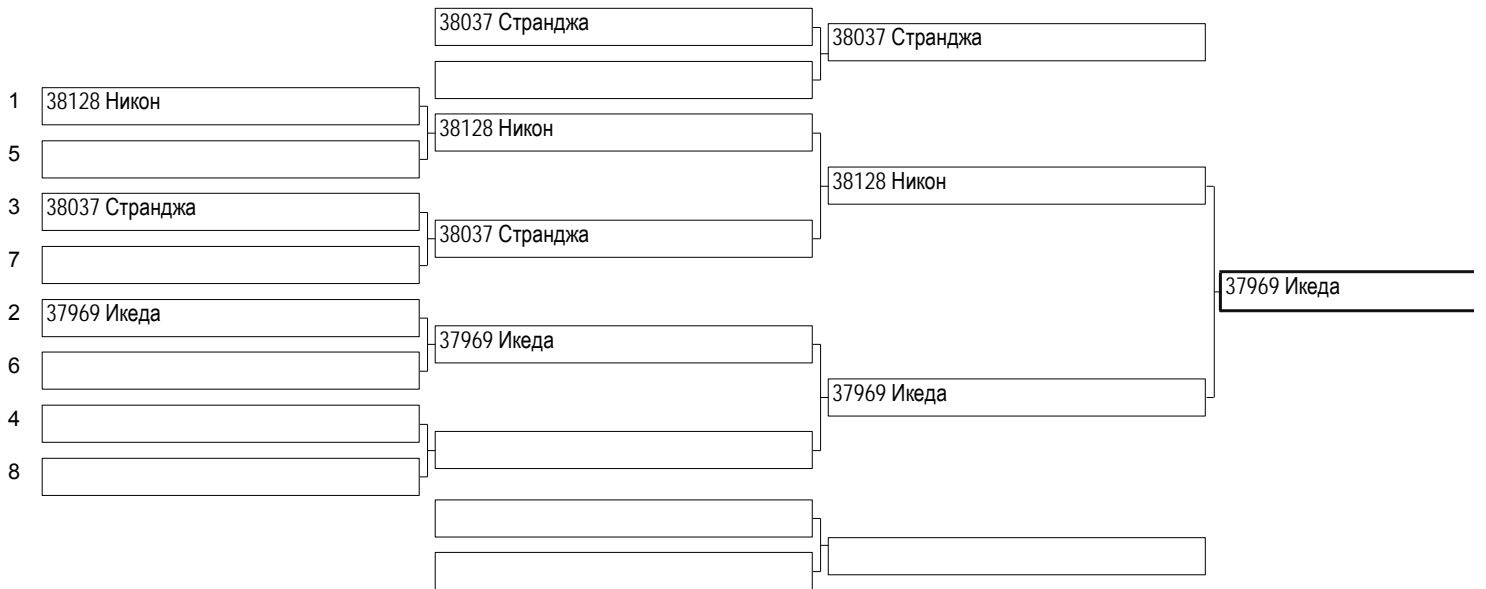 38037 Странджа
38037 Странджа
1 38128 Никон
38128 Никон
5
38128 Никон
3 38037 Странджа
38037 Странджа
7
37969 Икеда
2 37969 Икеда
37969 Икеда
6
37969 Икеда
4
8